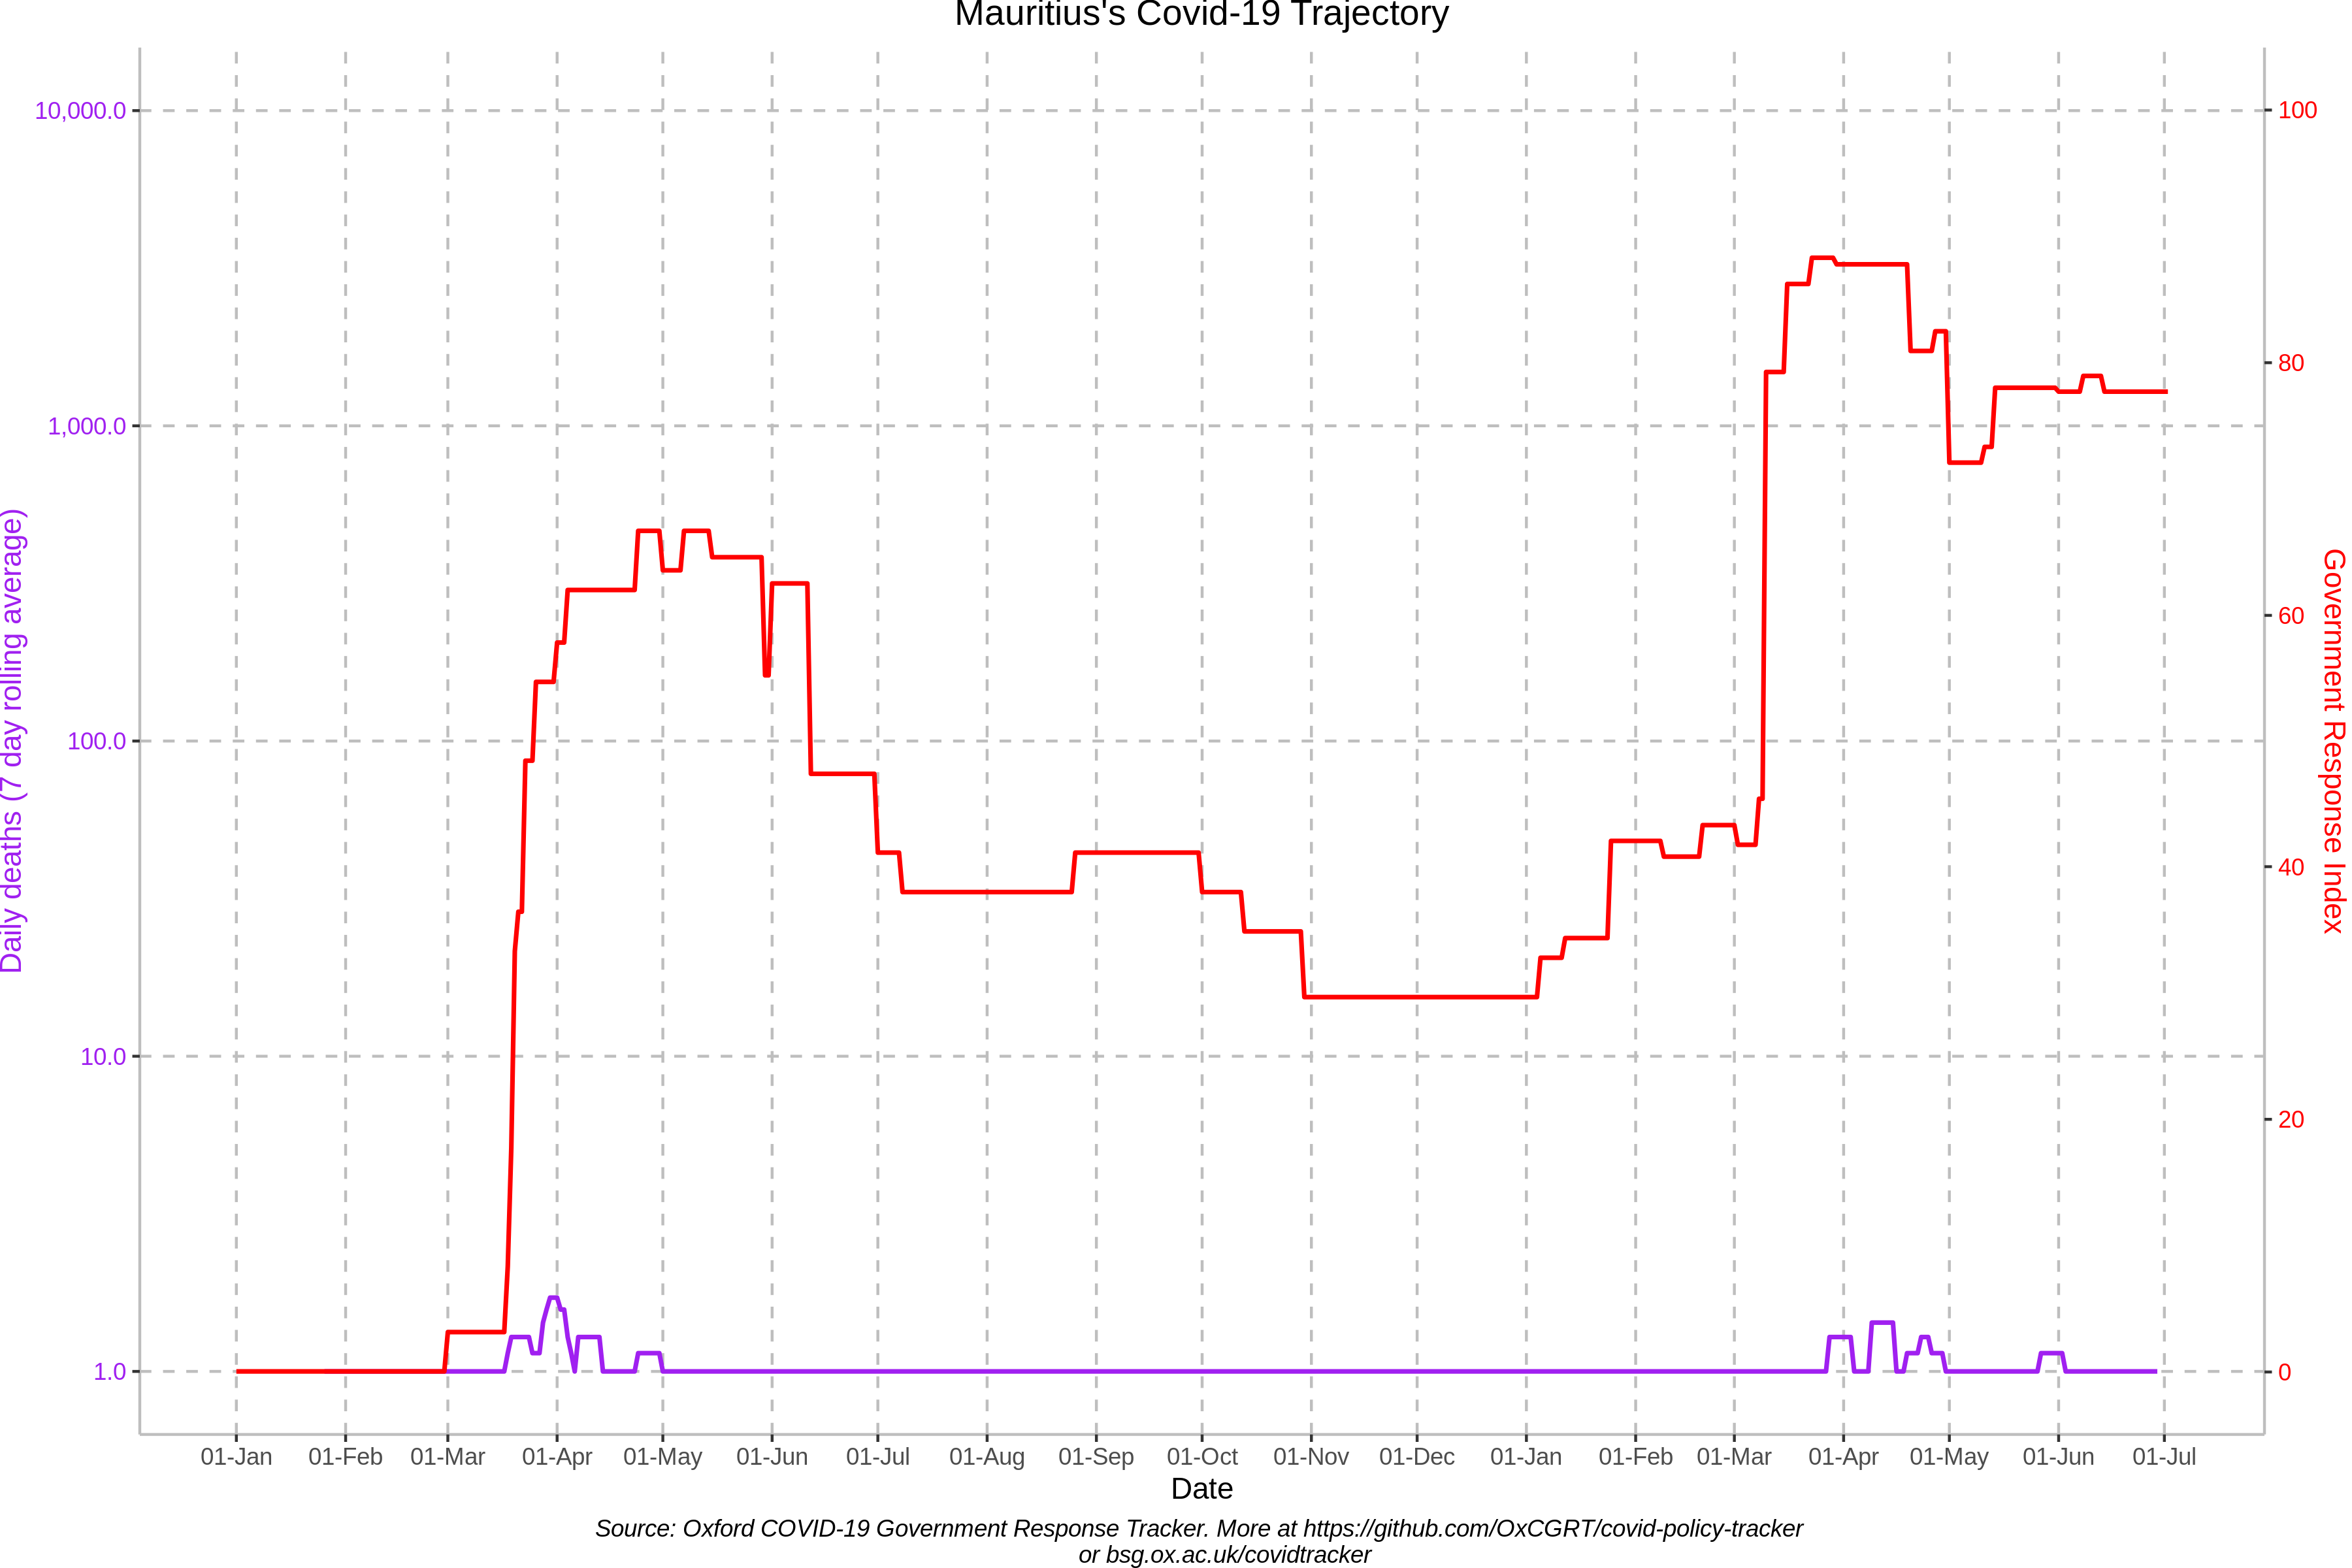 Mauritius's Covid-19 Trajectory
10,000.0
1,000.0
100.0
10.0
1.0
Daily deaths (7 day rolling average)
100
80
60
40
20
0
Government Response Index
01-Jan 01-Feb 01-Mar 01-Apr 01-May 01-Jun 01-Jul 01-Aug 01-Sep 01-Oct 01-Nov 01-Dec 01-Jan 01-Feb 01-Mar 01-Apr 01-May 01-Jun 01-Jul
Date
Source: Oxford COVID-19 Government Response Tracker. More at https://github.com/OxCGRT/covid-policy-tracker
or bsg.ox.ac.uk/covidtracker